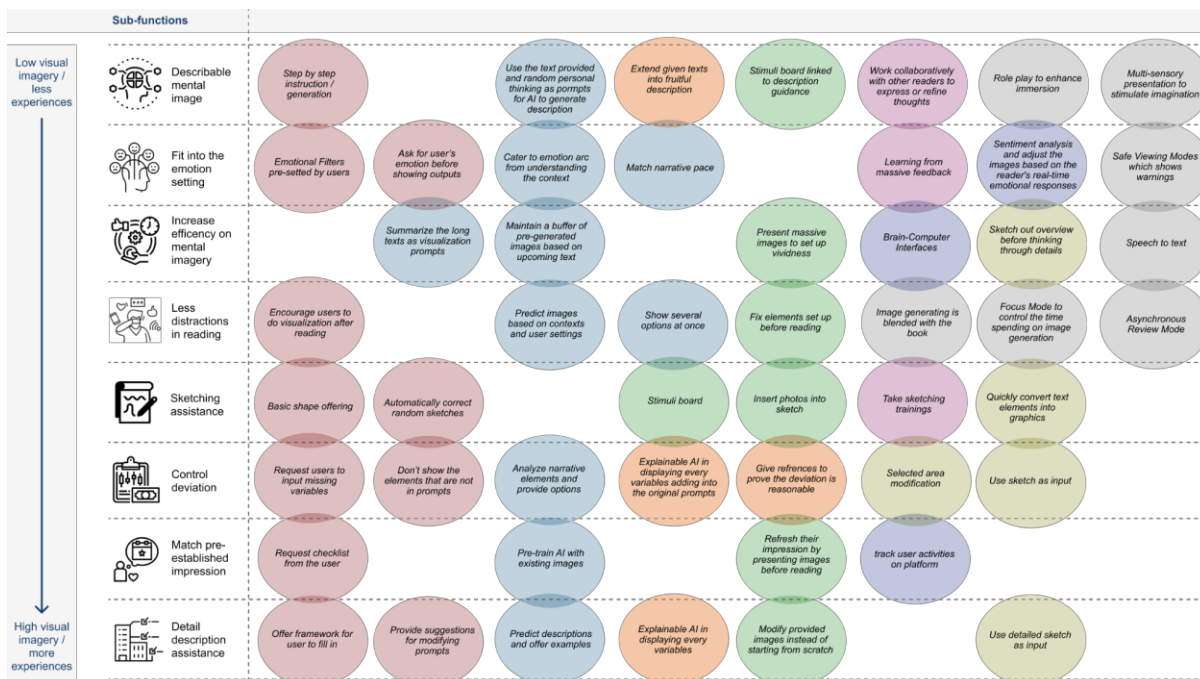 Sub-functions
Low visual
imagery /
less
experiences
Describable
mental
image
Step by step
instruction /
generation
Use the text provided
and random personal
thinking as pormpts
for AI to generate
description
Extend given texts
into fruitful
description
Stimuli board linked
to description
guidance
Work collaboratively
with other readers to
express or refine
thoughts
Role play to enhance
immersion
Multi-sensory
presentation to
stimulate imagination
Fit into the
emotion
setting
Emotional Filters
pre-setted by users
Ask for user's
emotion before
showing outputs
Cater to emotion arc
from understanding
the context
Match narrative pace
Learning from
massive feedback
Sentiment analysis
and adjust the
images based on the
reader's real-time
emotional responses
Safe Viewing Modes
which shows
warnings
Increase
efficency on
mental
imagery
Summarize the long
texts as visualization
prompts
Maintain a buffer of
pre-generated
images based on
upcoming text
Present massive
images to set up
vividness
Brain-Computer
Interfaces
Sketch out overview
before thinking
through details
Speech to text
Less
distractions
in reading
Encourage users to
do visualization after
reading
Predict images
based on contexts
and user settings
Show several
options at once
Fix elements set up
before reading
Image generating is
blended with the
book
Focus Mode to
control the time
spending on image
generation
Asynchronous
Review Mode
Sketching
assistance
Basic shape offering
Automatically correct
random sketches
Stimuli board
Insert photos into
sketch
Take sketching
trainings
Quickly convert text
elements into
graphics
Control
deviation
Request users to
input missing
variables
Don't show the
elements that are not
in prompts
Analyze narrative
elements and
provide options
Explainable AI in
displaying every
variables adding into
the original prompts
Give refrences to
prove the deviation is
reasonable
Selected area
modification
Use sketch as input
Match pre-
established
impression
Request checklist
from the user
Pre-train AI with
existing images
Refresh their
impression by
presenting images
before reading
track user activities
on platform
High visual
imagery /
more
experiences
Detail
description
assistance
Offer framework for
user to fill in
Provide suggestions
for modifying
prompts
Predict descriptions
and offer examples
Explainable AI in
displaying every
variables
Modify provided
images instead of
starting from scratch
Use detailed sketch
as input